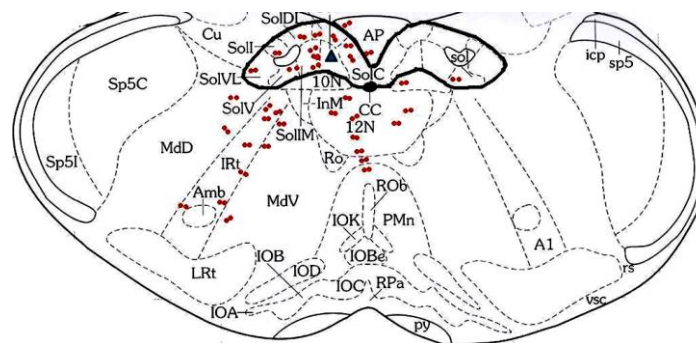 SolDL
Cu
AP
SolI
icp
sp5
sol
SolVL
SolC
Sp5C
10N
SolV
InM
CC
12N
SolIM
MdD
IRt
Ro
Sp5I
Amb
MdV
ROb
IOK
PMn
A1
IOB
IOBe
LRt
IOD
rs
IOC
RPa
vsc
IOA
py